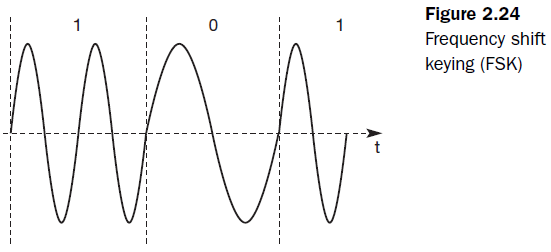 1
0
1
t
Figure 2.24
Frequency shift
keying (FSK)